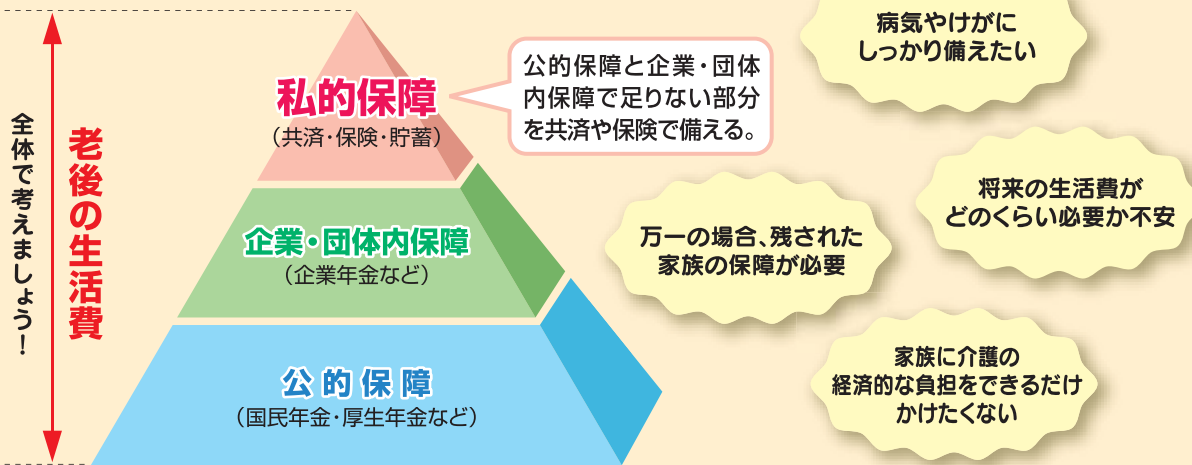 全体で考えましょう！
老後の生活費
私的保障
（共済・保険・貯蓄）
公的保障と企業・団体
内保障で足りない部分
を共済や保険で備える。
企業・団体内保障
（企業年金など）
公的保障
（国民年金・厚生年金など）
病気やけがに
しっかり備えたい
将来の生活費が
どのくらい必要か不安
万一の場合、残された
家族の保障が必要
家族に介護の
経済的な負担をできるだけ
かけたくない